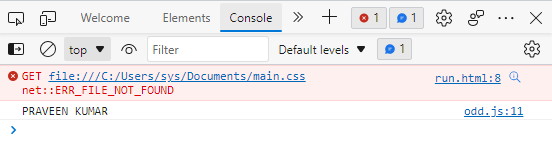 Welcome Elements Console 1 1
top Filter Default levels 1
GET file:///C:/Users/sys/Documents/main.css run.html:8
net::ERR_FILE_NOT_FOUND
PRAVEEN KUMAR odd.js:11